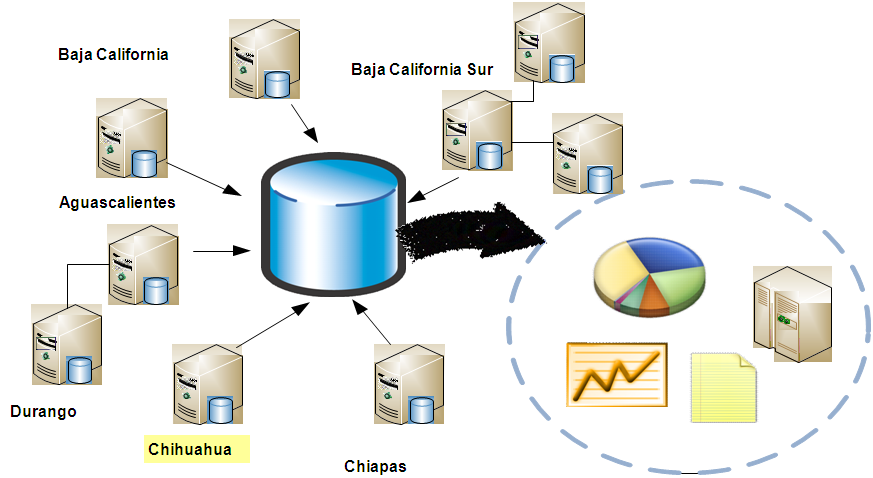 Baja California
Baja California Sur
Aguascalientes
Durango
Chihuahua
Chiapas